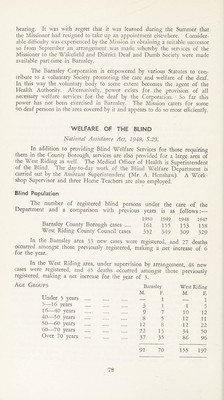 hearing. It was with regret that it was learned during the Summer that
the Missioner had resigned to take up an appointment elsewhere. Consider-
able difficulty was experienced by the Mission in obtaining a suitable successor
so from September an arrangement was made whereby the services of the
Missioner to the Wakefield and District Deaf and Dumb Society were made
available part-time in Barnsley.
The Barnsley Corporation is empowered by various Statutes to con-
tribute to a voluntary Society promoting the care and welfare of the deaf.
In this way the voluntary body to some extent becomes the agent of the
Health Authority. Alternatively, power exists for the provision of all
necessary welfare services for the deaf by the Corporation. So far this
power has not been exercised in Barnsley. The Mission caters for some
90 deaf persons in the area covered by it and appears to do so most efficiently.
WELFARE OF THE BLIND
National Assistance Act, 1948, S.29.
In addition to providing Blind Welfare Services for those requiring
them in the County Borough, services are also provided for a large area of
the West Riding as well. The Medical Officer of Health is Superintendent
of the Blind. The day-to-day work of the Blind Welfare Department is
carried out by the Assistant Superintendent (Mr. A. Horsham). A Work-
shop Supervisor and three Home Teachers are also employed.
Blind Population
The number of registered blind persons under the care of the
Department and a comparison with previous years is as follows:—
1950 1949 1948 1947
Barnsley County Borough cases ... 161 155 153 158
West Riding County Council cases 352 349 309 329
In the Barnsley area 33 new cases were registered, and 27 deaths
occurred amongst those previously registered, making a net increase of 6
for the year.
In the West Riding area, under supervision by arrangement, 48 new
cases were registered, and 45 deaths occurred amongst those previously
registered, making a net increase for the year of 3.
AGE GROUPS Barnsley West Riding
M. F. M. F.
Under 5 years — 1 — 1
5—16 years 3 1 1 5
16—40 years 9 7 10 12
40—50 years 8 5 12 11
50—60 years 12 8 12 22
60—70 years 22 13 34 50
Over 70 years 37 35 86 96
91 70 155 197
78